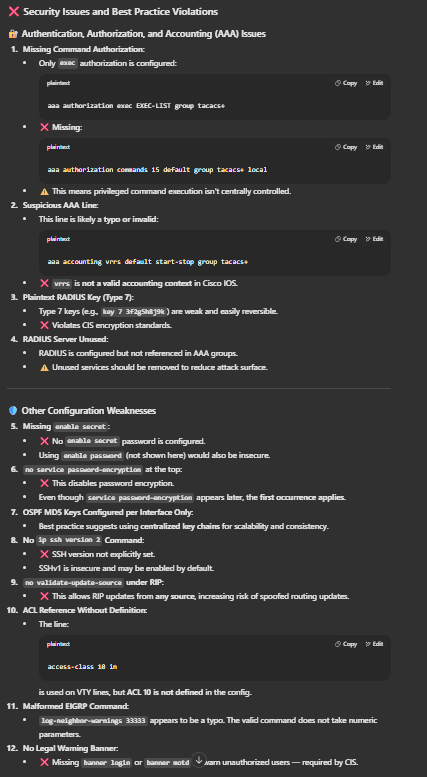 ❌ Security Issues and Best Practice Violations
🔐 Authentication, Authorization, and Accounting (AAA) Issues
1. Missing Command Authorization:
• Only exec authorization is configured:
plaintext Copy Edit
aaa authorization exec EXEC-LIST group tacacs+
• ❌ Missing:
plaintext Copy Edit
aaa authorization commands 15 default group tacacs+ local
• ⚠️ This means privileged command execution isn't centrally controlled.
2. Suspicious AAA Line:
• This line is likely a typo or invalid:
plaintext Copy Edit
aaa accounting vrrs default start-stop group tacacs+
• ❌ vrrs is not a valid accounting context in Cisco IOS.
3. Plaintext RADIUS Key (Type 7):
• Type 7 keys (e.g., key 7 3f2g5h8j9k) are weak and easily reversible.
• ❌ Violates CIS encryption standards.
4. RADIUS Server Unused:
• RADIUS is configured but not referenced in AAA groups.
• ⚠️ Unused services should be removed to reduce attack surface.
🛡️ Other Configuration Weaknesses
5. Missing enable secret:
• ❌ No enable secret password is configured.
• Using enable password (not shown here) would also be insecure.
6. no service password-encryption at the top:
• ❌ This disables password encryption.
• Even though service password-encryption appears later, the first occurrence applies.
7. OSPF MD5 Keys Configured per Interface Only:
• Best practice suggests using centralized key chains for scalability and consistency.
8. No ip ssh version 2 Command:
• ❌ SSH version not explicitly set.
• SSHv1 is insecure and may be enabled by default.
9. no validate-update-source under RIP:
• ❌ This allows RIP updates from any source, increasing risk of spoofed routing updates.
10. ACL Reference Without Definition:
• The line:
plaintext Copy Edit
access-class 10 in
is used on VTY lines, but ACL 10 is not defined in the config.
11. Malformed EIGRP Command:
• log-neighbor-warnings 33333 appears to be a typo. The valid command does not take numeric
parameters.
12. No Legal Warning Banner:
• ❌ Missing banner login or banner motd warn unauthorized users — required by CIS.